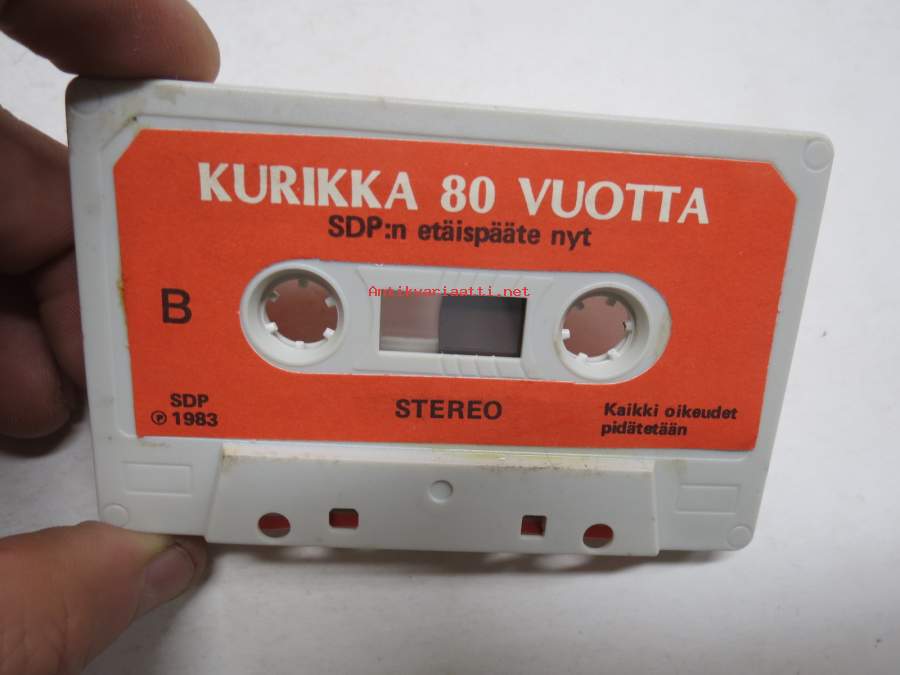 KURIKKA 80 VUOTTA
SDP:n etäispääte nyt
Antikvariaatti.net
B
STEREO
SDP
℗ 1983
Kaikki oikeudet
pidätetään